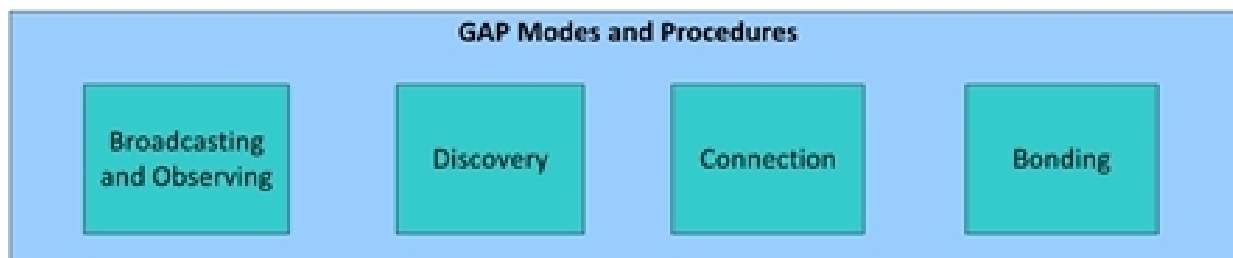 GAP Modes and Procedures
Broadcasting
and Observing
Discovery
Connection
Bonding